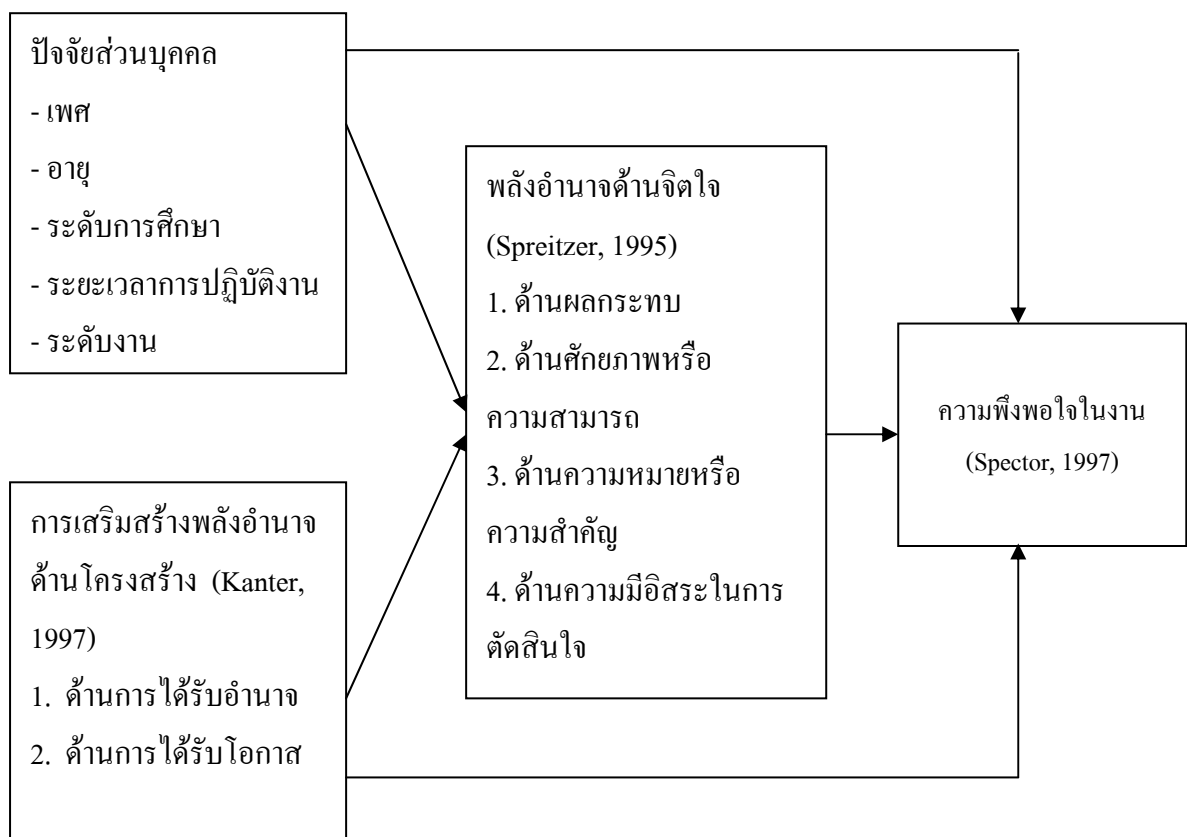 ปัจจัยส่วนบุคคล
- เพศ
- อายุ
- ระดับการศึกษา
- ระยะเวลาการปฏิบัติงาน
- ระดับงาน
การเสริมสร้างพลังอำนาจ
ด้านโครงสร้าง (Kanter,
1997)
1. ด้านการได้รับอำนาจ
2. ด้านการได้รับโอกาส
พลังอำนาจด้านจิตใจ
(Spreitzer, 1995)
1. ด้านผลกระทบ
2. ด้านศักยภาพหรือ
ความสามารถ
3. ด้านความหมายหรือ
ความสำคัญ
4. ด้านความมีอิสระในการ
ตัดสินใจ
ความพึงพอใจในงาน
(Spector, 1997)